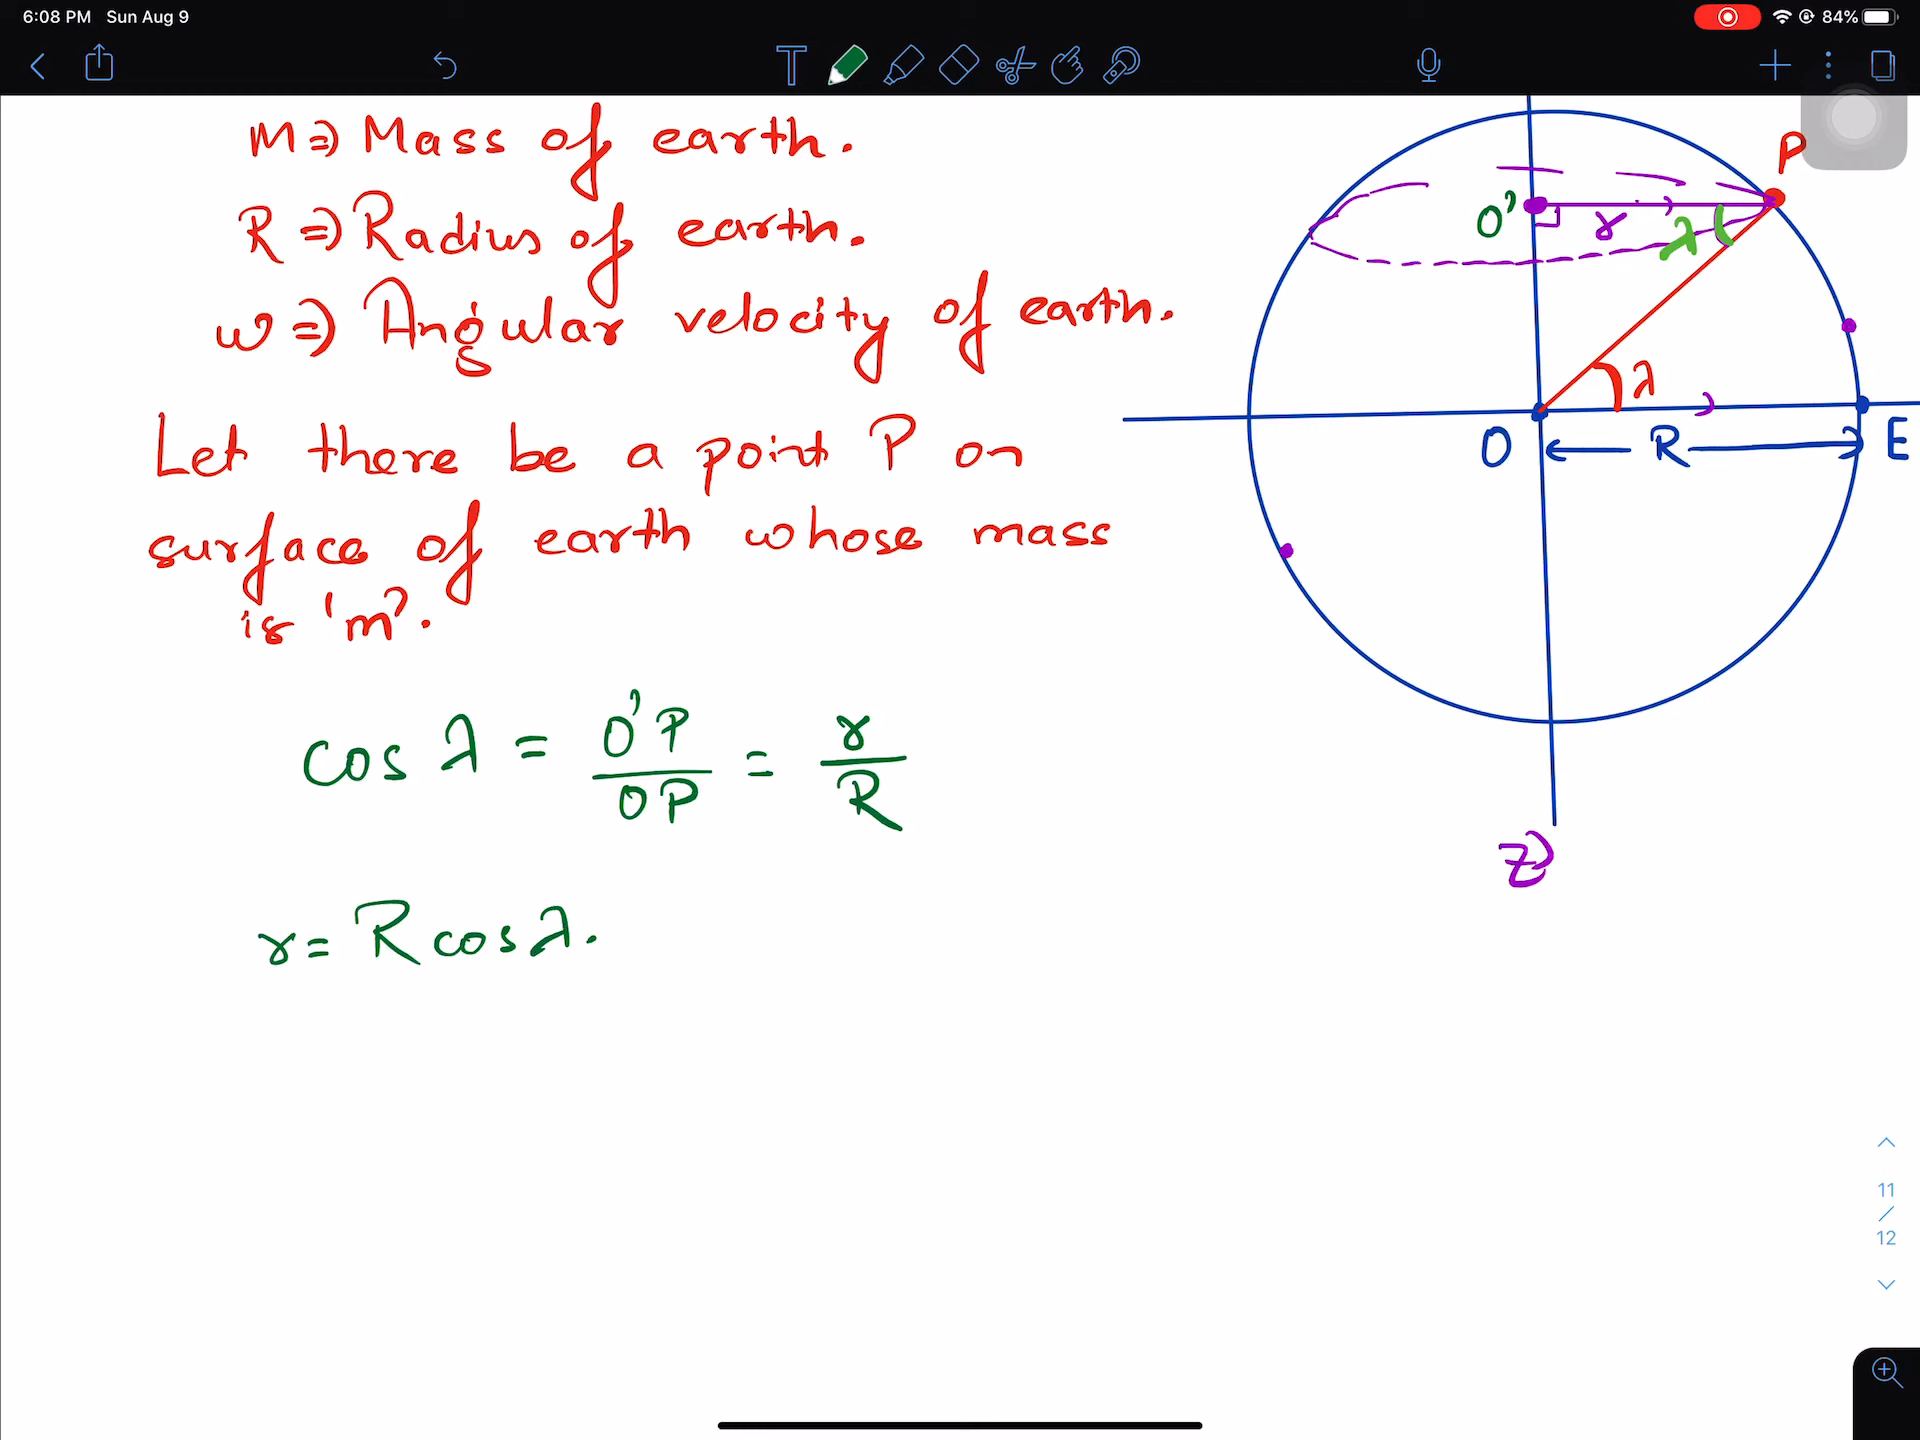 6:08 PM Sun Aug 9
84%
M ⇒ Mass of earth.
R ⇒ Radius of earth.
w ⇒ Angular velocity of earth.
Let there be a point P on
surface of earth whose mass
is 'm'.
cos λ = O'P/OP = r/R
r = R cos λ.
P
O' r λ
λ
O R E
Z
11
/
12